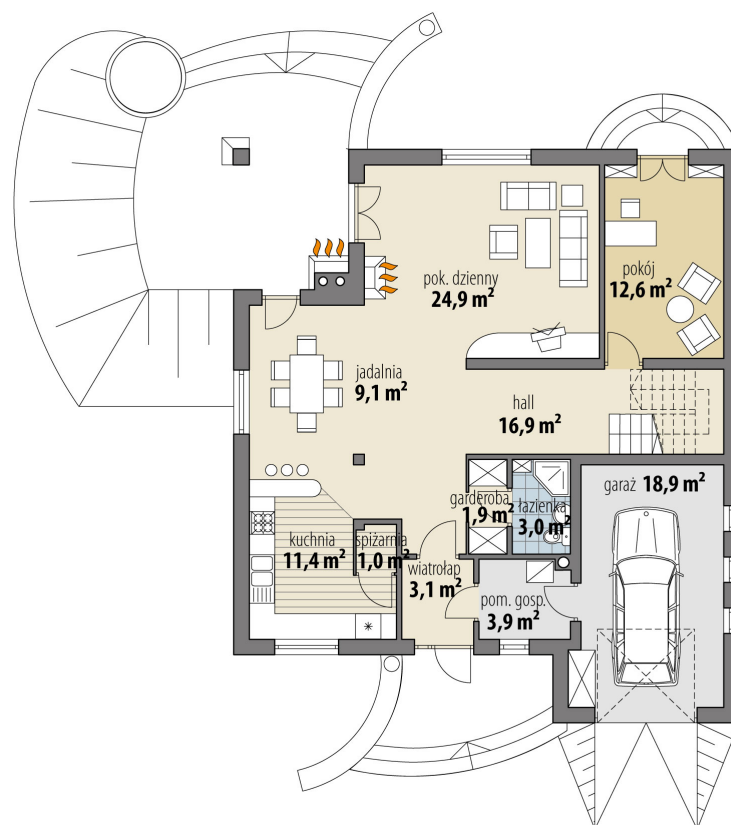 pok. dzienny
24,9 m²
pokój
12,6 m²
jadalnia
9,1 m²
hall
16,9 m²
garaż 18,9 m²
garderoba
1,9 m²
łazienka
3,0 m²
kuchnia
11,4 m²
spiżarnia
1,0 m²
wiatrołap
3,1 m²
pom. gosp.
3,9 m²